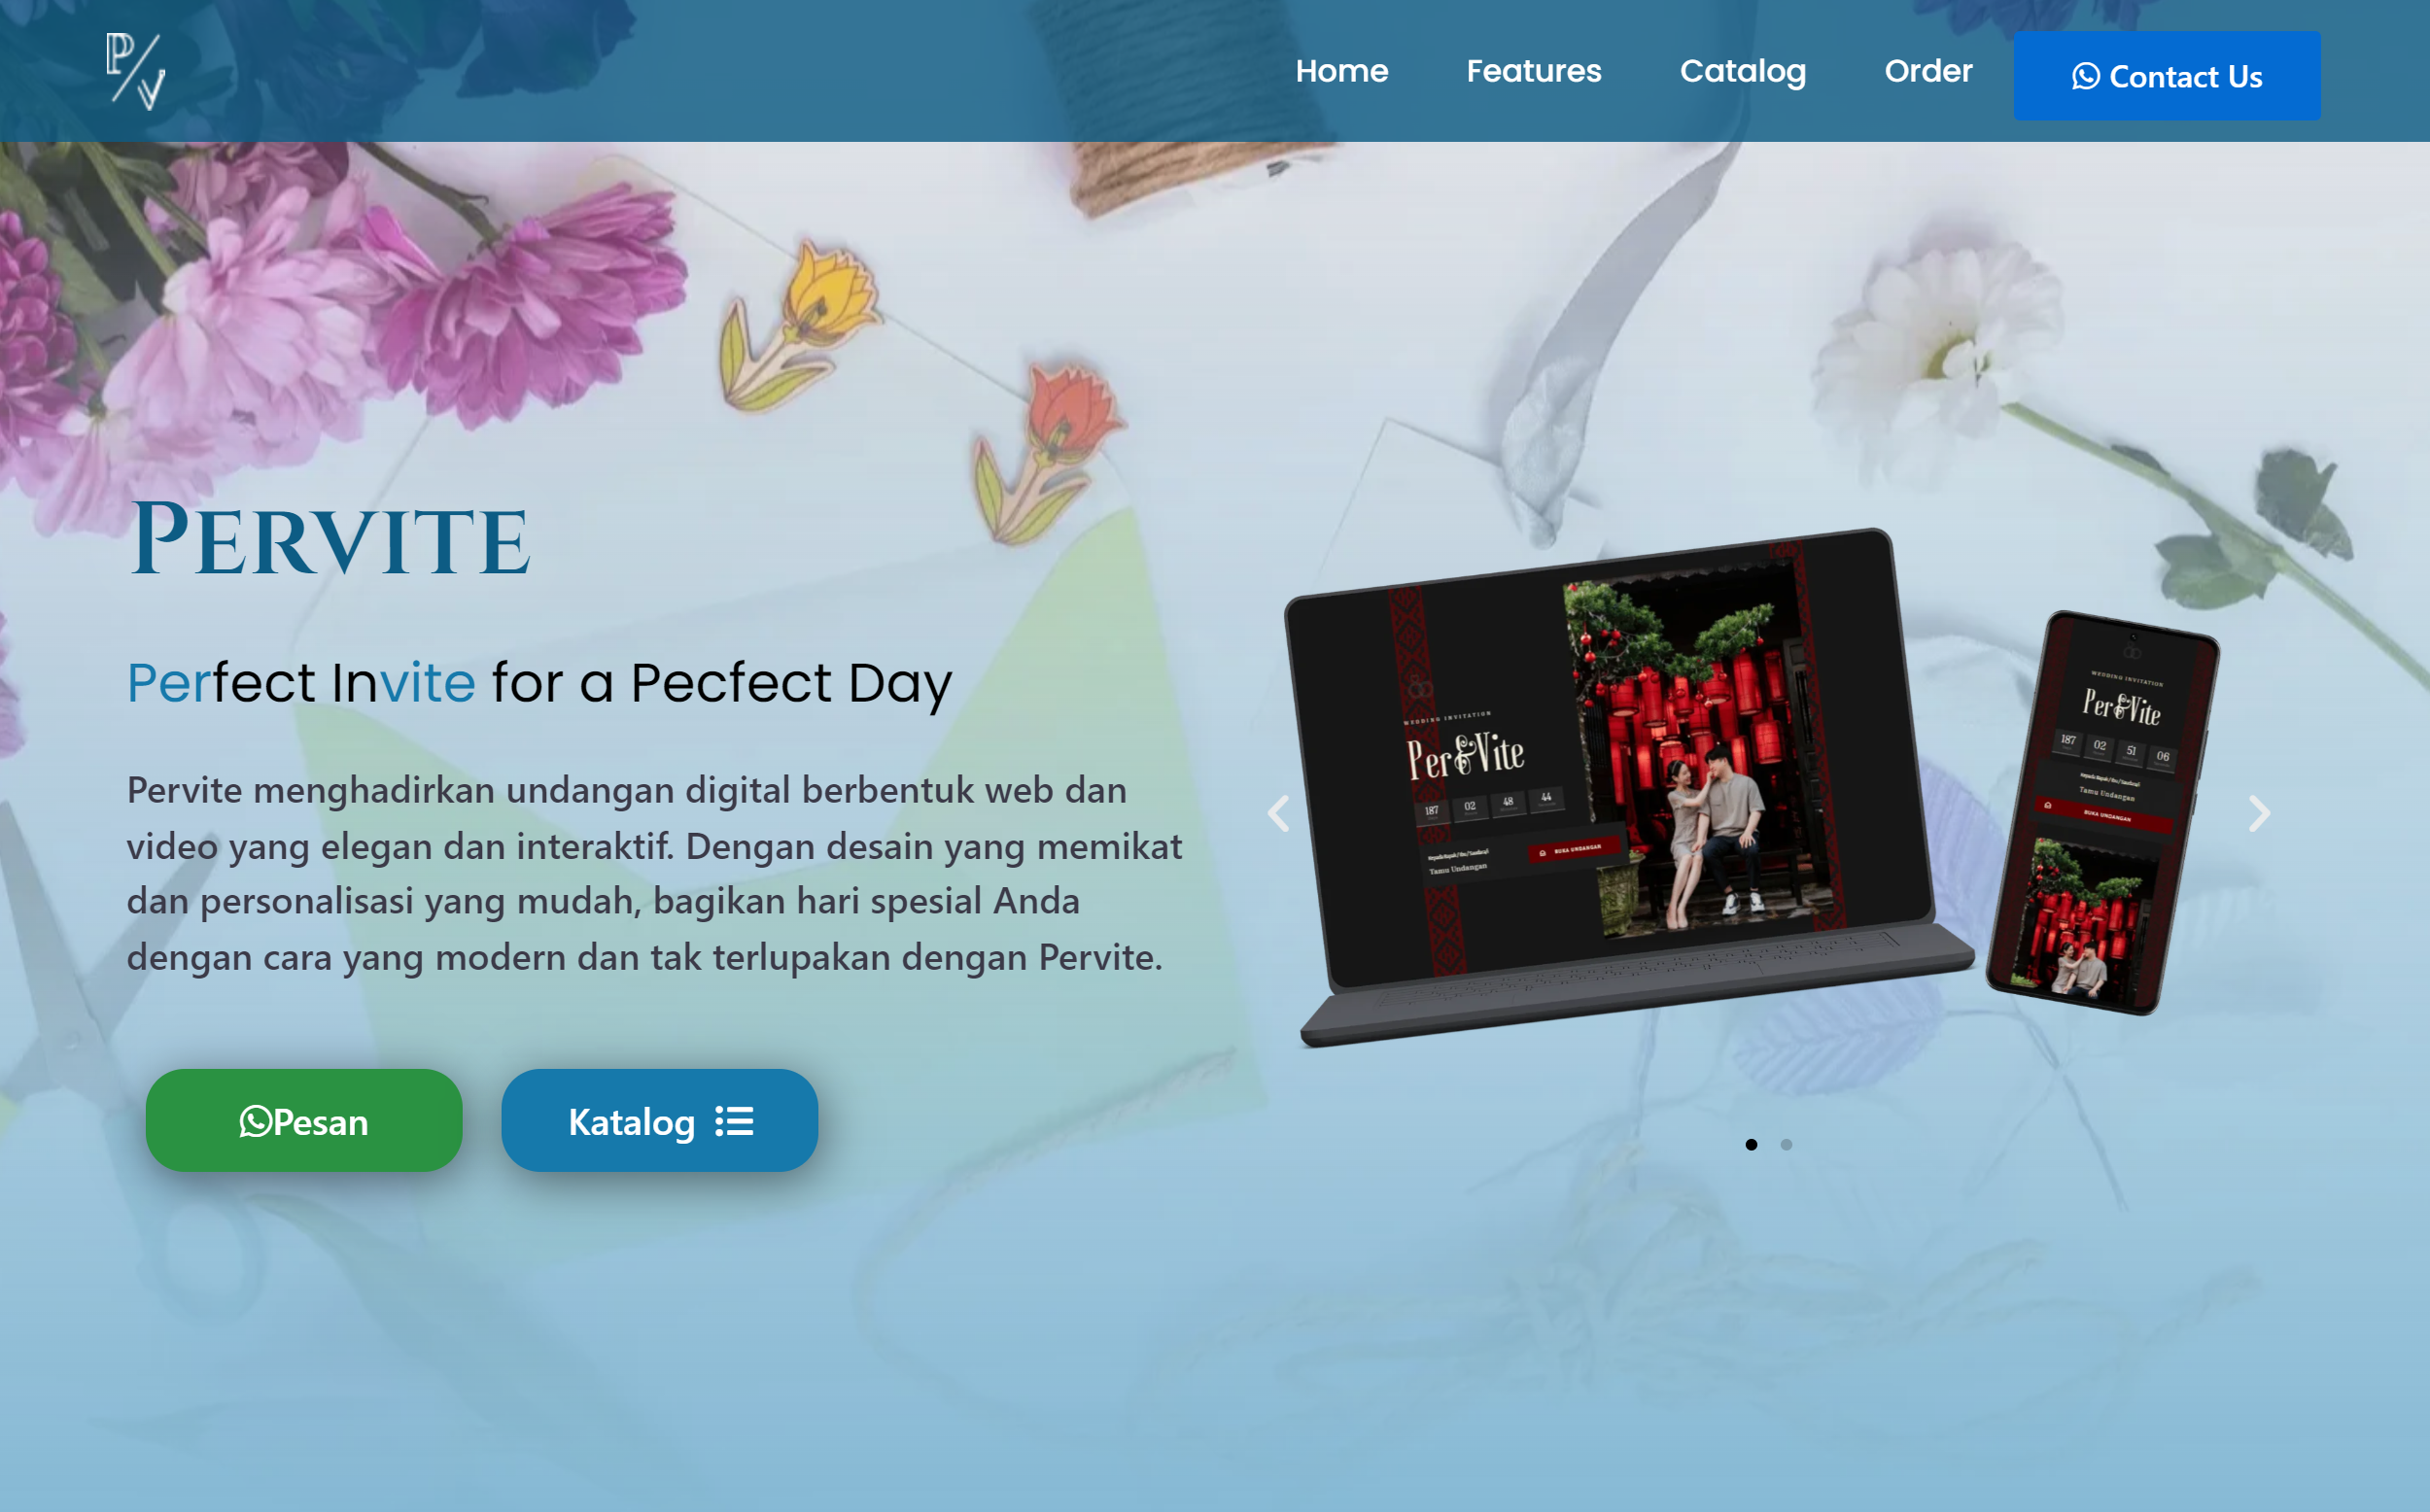 PV
Home
Features
Catalog
Order
Contact Us
PERVITE
Perfect Invite for a Pecfect Day
Pervite menghadirkan undangan digital berbentuk web dan
video yang elegan dan interaktif. Dengan desain yang memikat
dan personalisasi yang mudah, bagikan hari spesial Anda
dengan cara yang modern dan tak terlupakan dengan Pervite.
Pesan
Katalog
WEDDING INVITATION
Per&Vite
187 02 48 44
Tamu Undangan
BUKA UNDANGAN
WEDDING INVITATION
Per&Vite
187 02 51 06
Tamu Undangan
BUKA UNDANGAN